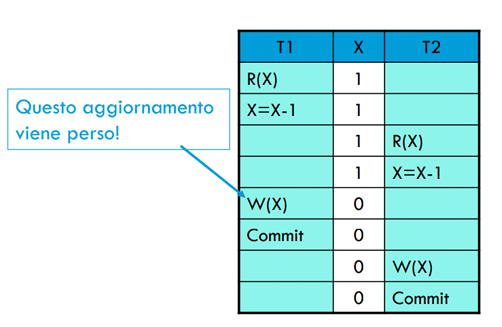 T1 X T2
R(X) 1
X=X-1 1
Questo aggiornamento
viene perso!
1 R(X)
1 X=X-1
W(X) 0
Commit 0
0 W(X)
0 Commit